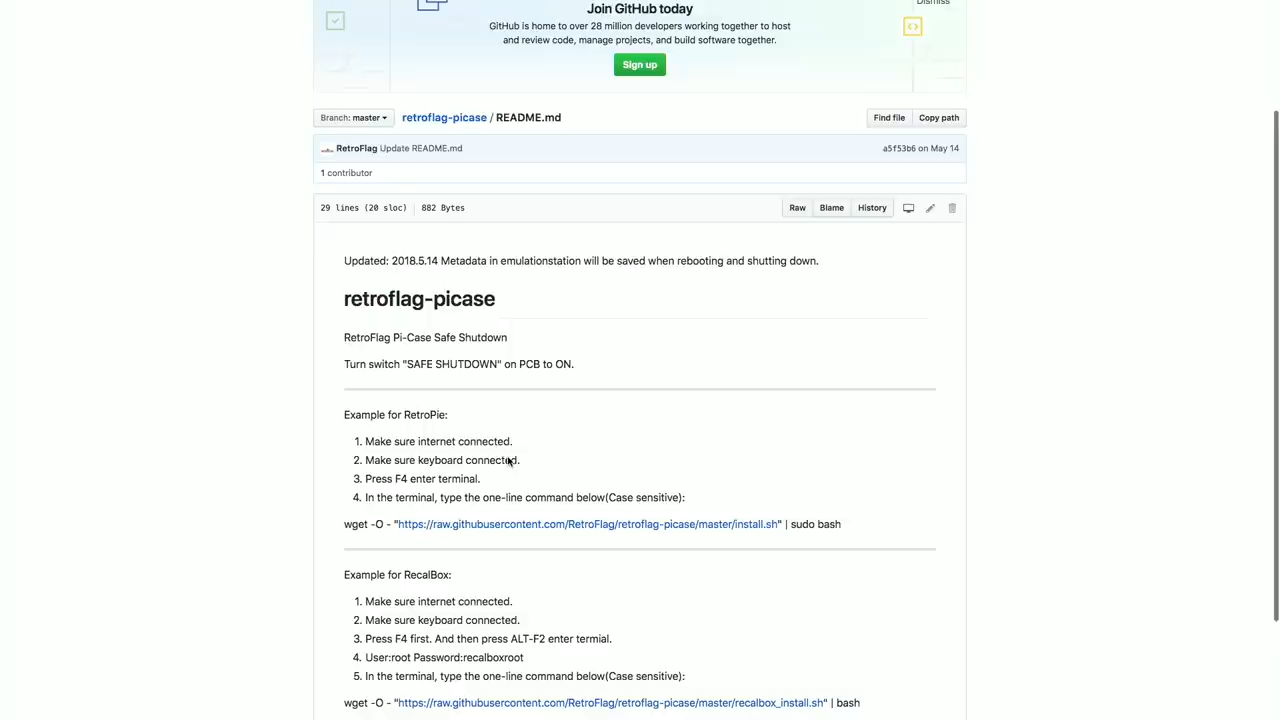 Dismiss
Join GitHub today
GitHub is home to over 28 million developers working together to host
and review code, manage projects, and build software together.
Sign up
Branch: master
retroflag-picase / README.md
Find file
Copy path
RetroFlag Update README.md
a5f53b6 on May 14
1 contributor
29 lines (20 sloc) 882 Bytes
Raw
Blame
History
Updated: 2018.5.14 Metadata in emulationstation will be saved when rebooting and shutting down.
retroflag-picase
RetroFlag Pi-Case Safe Shutdown
Turn switch "SAFE SHUTDOWN" on PCB to ON.
Example for RetroPie:
1. Make sure internet connected.
2. Make sure keyboard connected.
3. Press F4 enter terminal.
4. In the terminal, type the one-line command below(Case sensitive):
wget -O - "https://raw.githubusercontent.com/RetroFlag/retroflag-picase/master/install.sh" | sudo bash
Example for RecalBox:
1. Make sure internet connected.
2. Make sure keyboard connected.
3. Press F4 first. And then press ALT-F2 enter termial.
4. User:root Password:recalboxroot
5. In the terminal, type the one-line command below(Case sensitive):
wget -O - "https://raw.githubusercontent.com/RetroFlag/retroflag-picase/master/recalbox_install.sh" | bash